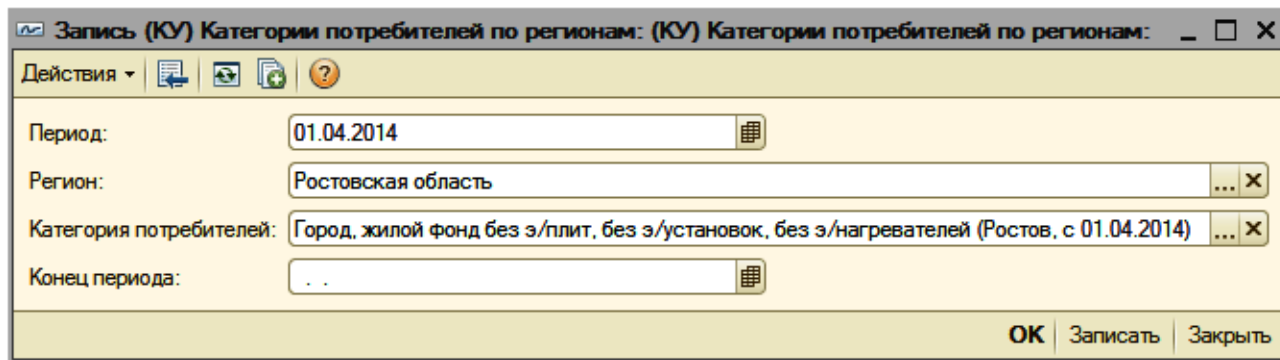 Запись (КУ) Категории потребителей по регионам: (КУ) Категории потребителей по регионам:
Действия
Период: 01.04.2014
Регион: Ростовская область ...
Категория потребителей: Город, жилой фонд без э/плит, без э/установок, без э/нагревателей (Ростов, с 01.04.2014) ...
Конец периода: . .
OK Записать Закрыть